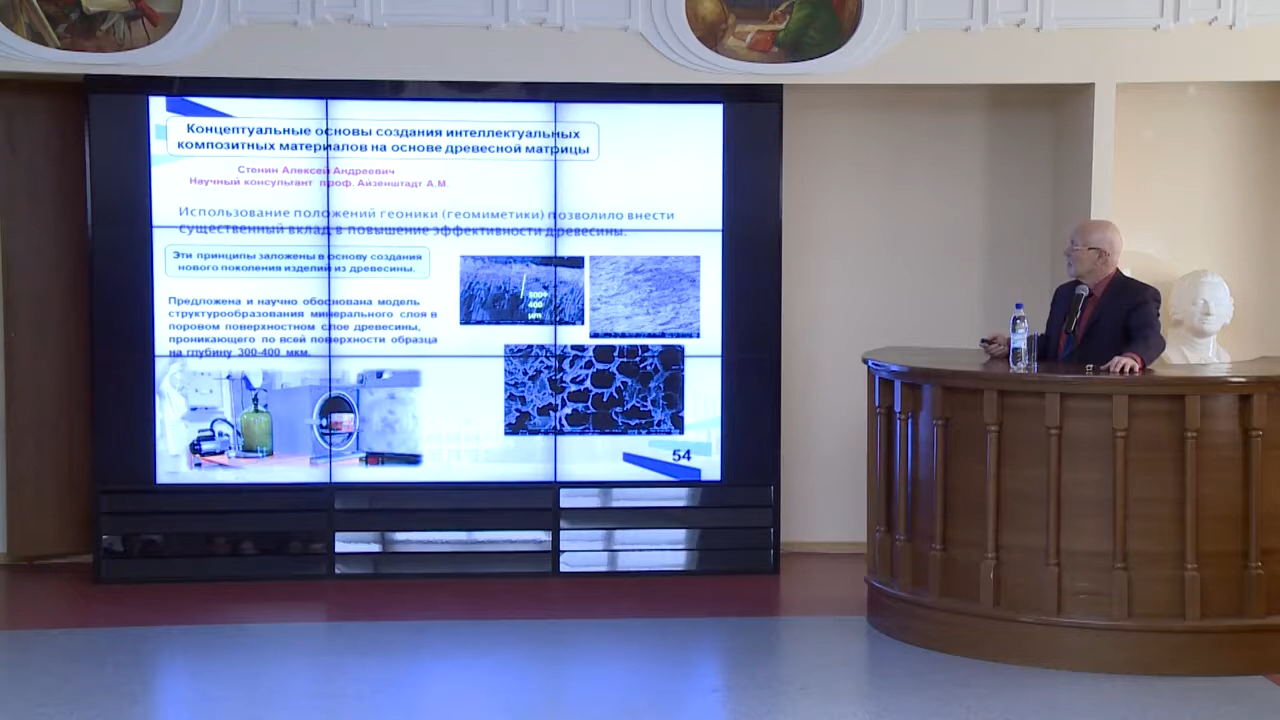 Концептуальные основы создания интеллектуальных
композитных материалов на основе древесной матрицы
Стенин Алексей Андреевич
Научный консультант проф. Айзенштадт А.М.
Использование положений геоники (геомиметики) позволило внести
существенный вклад в повышение эффективности древесины.
Эти принципы заложены в основу создания
нового поколения изделий из древесины.
Предложена и научно обоснована модель
структурообразования минерального слоя в
поровом поверхностном слое древесины,
проникающего по всей поверхности образца
на глубину 300-400 мкм.
400
μm
54